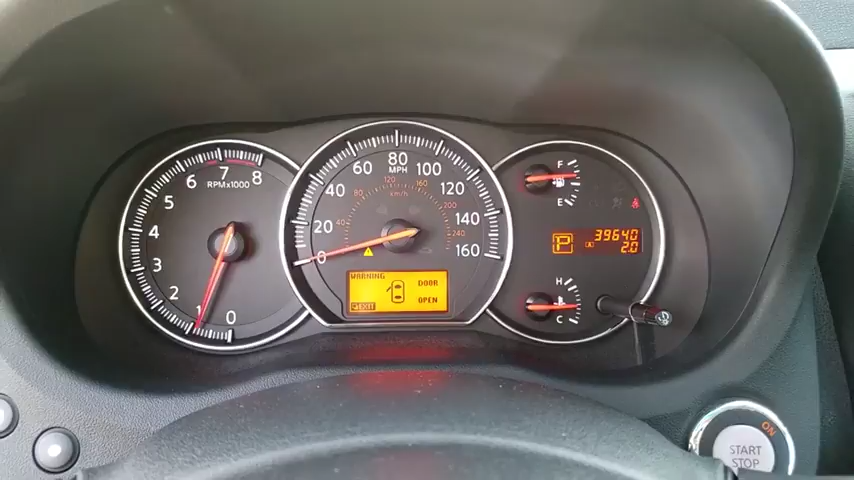 0
1
2
3
4
5
6
7
8
RPMx1000
0
20
40
60
80
100
120
140
160
MPH
40
80
120
160
200
240
km/h
WARNING
DOOR
OPEN
EXIT
F
E
P
A
39640
2.0
H
C
ON
START
STOP